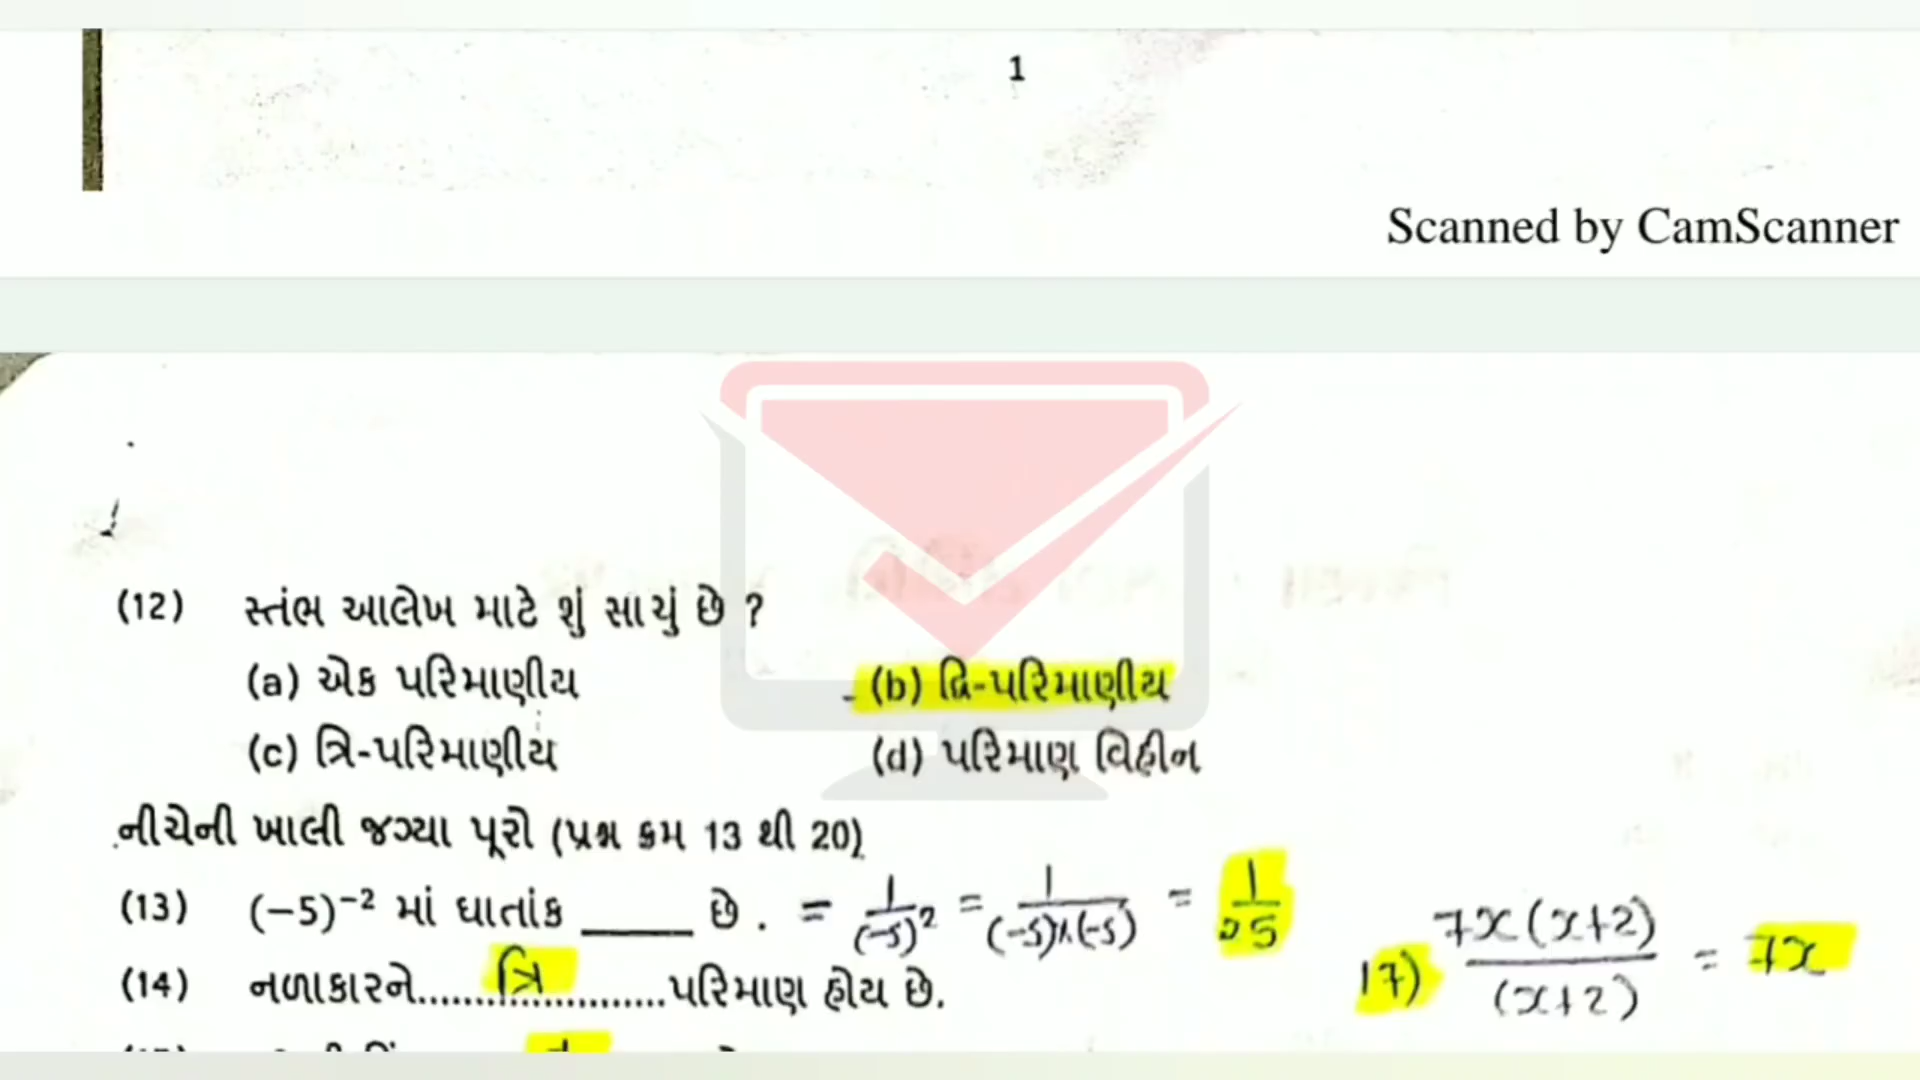 1
Scanned by CamScanner
(12) સ્તંભ આલેખ માટે શું સાચું છે ?
(a) એક પરિમાણીય (b) દ્વિ-પરિમાણીય
(c) ત્રિ-પરિમાણીય (d) પરિમાણ વિહીન
નીચેની ખાલી જગ્યા પૂરો (પ્રશ્ન ક્રમ 13 થી 20)
(13) (−5)⁻² માં ઘાતાંક ______ છે . = 1/(-5)² = 1/(-5)×(-5) = 1/25
(14) નળાકારને......ત્રિ......પરિમાણ હોય છે.
17) 7x(x+2)/(x+2) = 7x